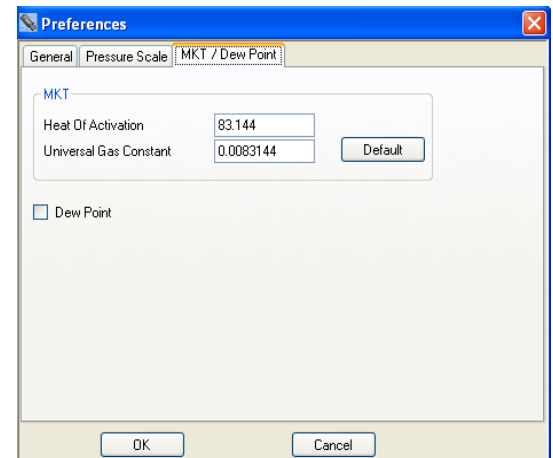 Preferences
General Pressure Scale MKT / Dew Point
MKT
Heat Of Activation 83.144
Universal Gas Constant 0.0083144 Default
Dew Point
OK Cancel